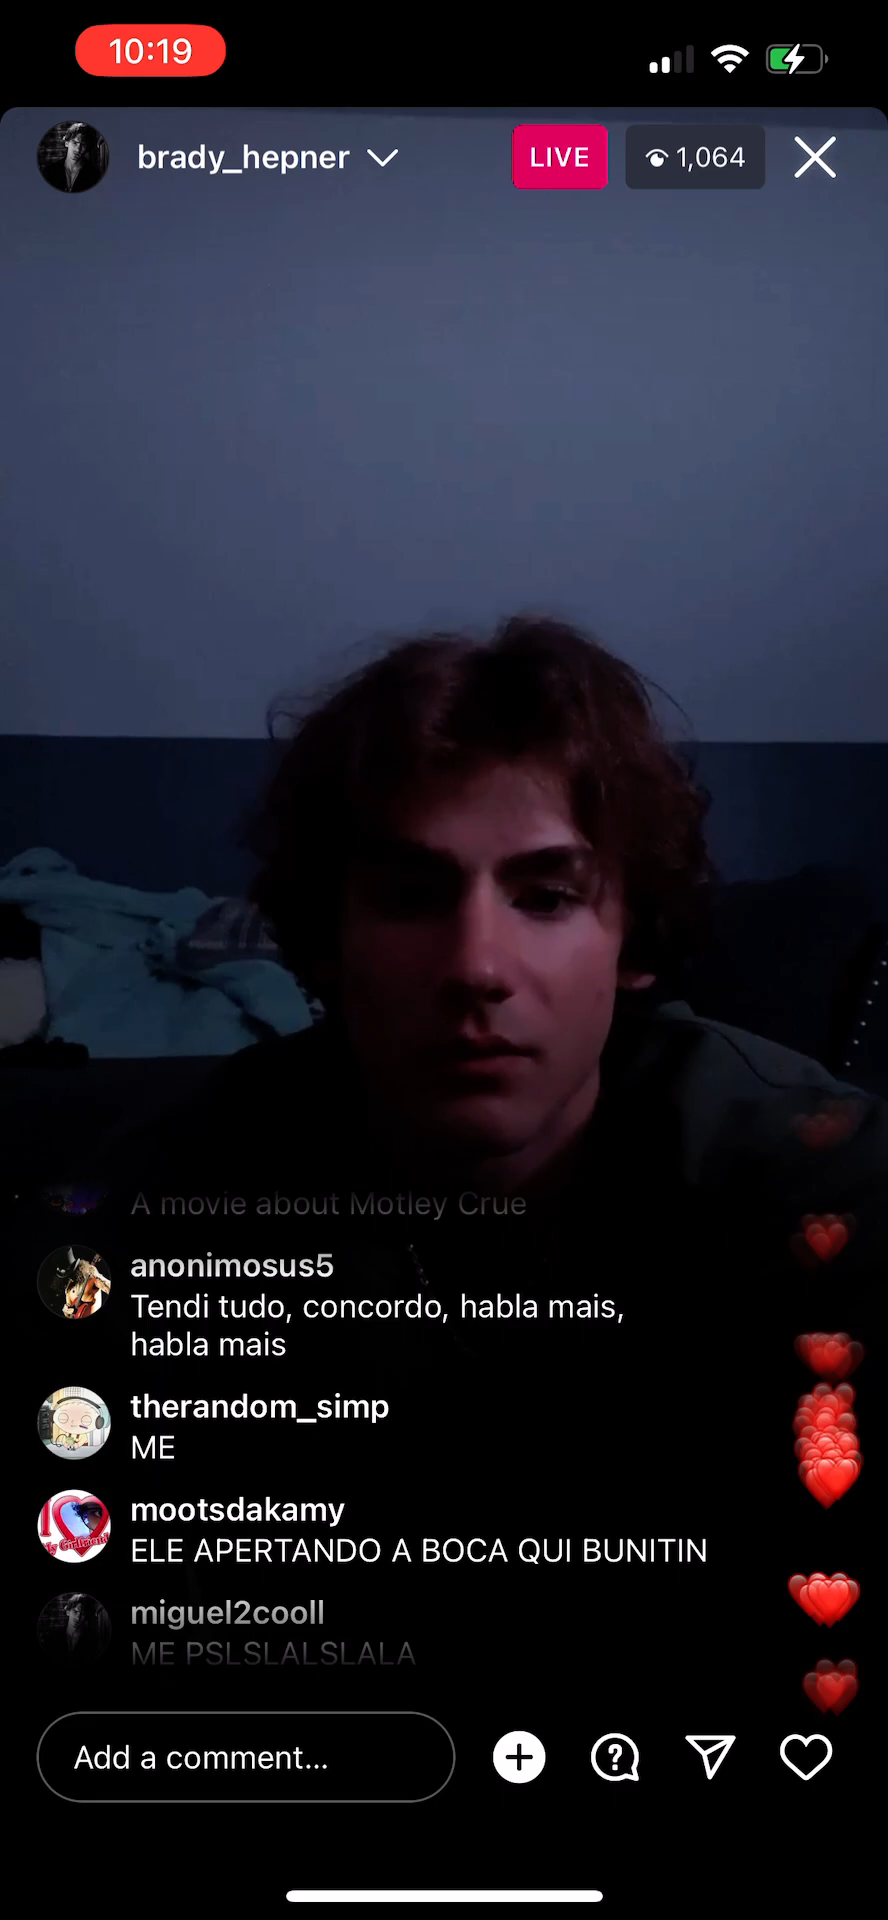 10:19
brady_hepner
LIVE
1,064
A movie about Motley Crue
anonimosus5
Tendi tudo, concordo, habla mais,
habla mais
therandom_simp
ME
mootsdakamy
ELE APERTANDO A BOCA QUI BUNITIN
miguel2cooll
ME PSLSLALSLALA
Add a comment...